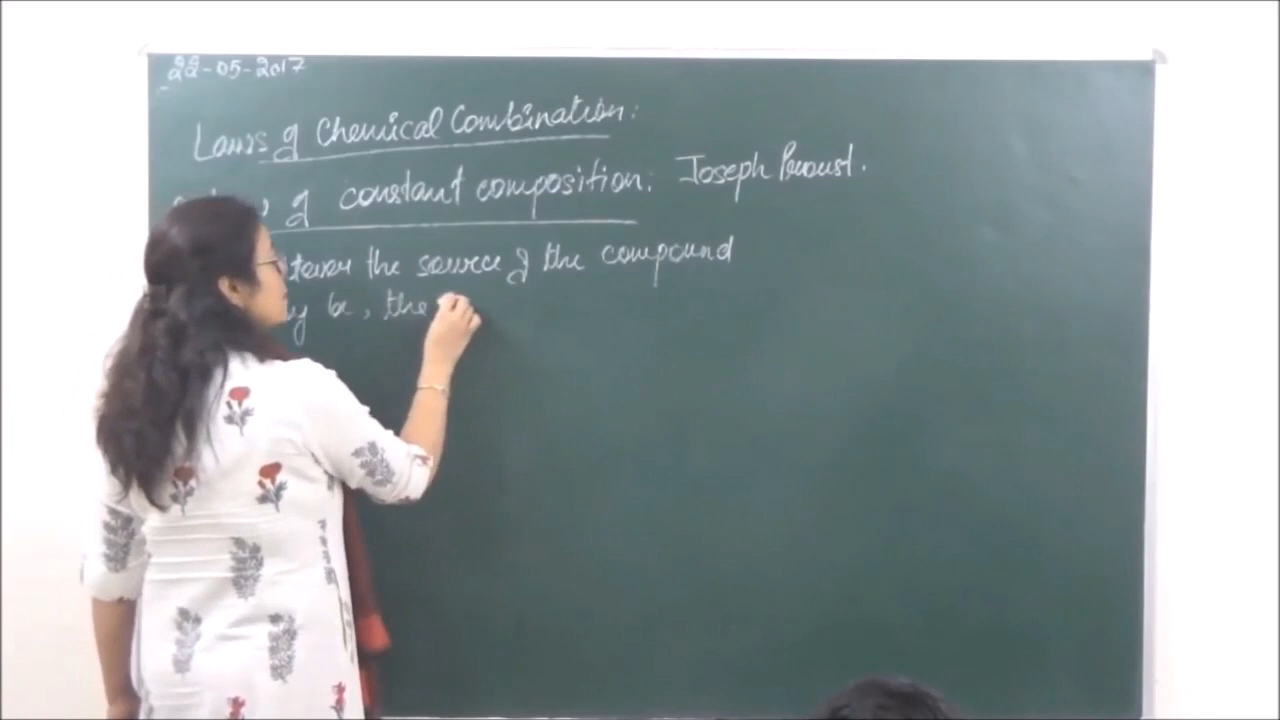 22-05-2017
Laws of Chemical Combination:
of constant composition: Joseph Proust.
the source of the compound
be, the